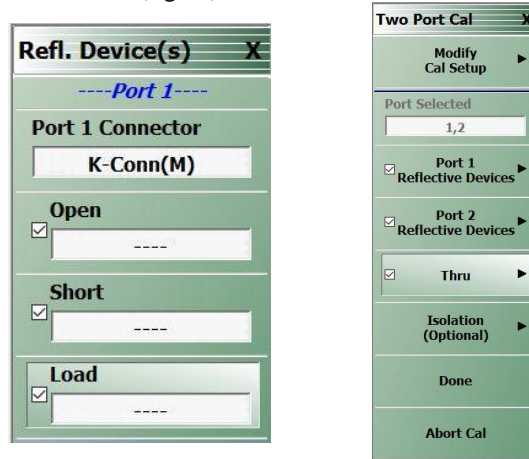 Refl. Device(s) X
----Port 1----
Port 1 Connector
K-Conn(M)
Open
----
Short
----
Load
----
Two Port Cal X
Modify
Cal Setup
Port Selected
1,2
Port 1
Reflective Devices
Port 2
Reflective Devices
Thru
Isolation
(Optional)
Done
Abort Cal